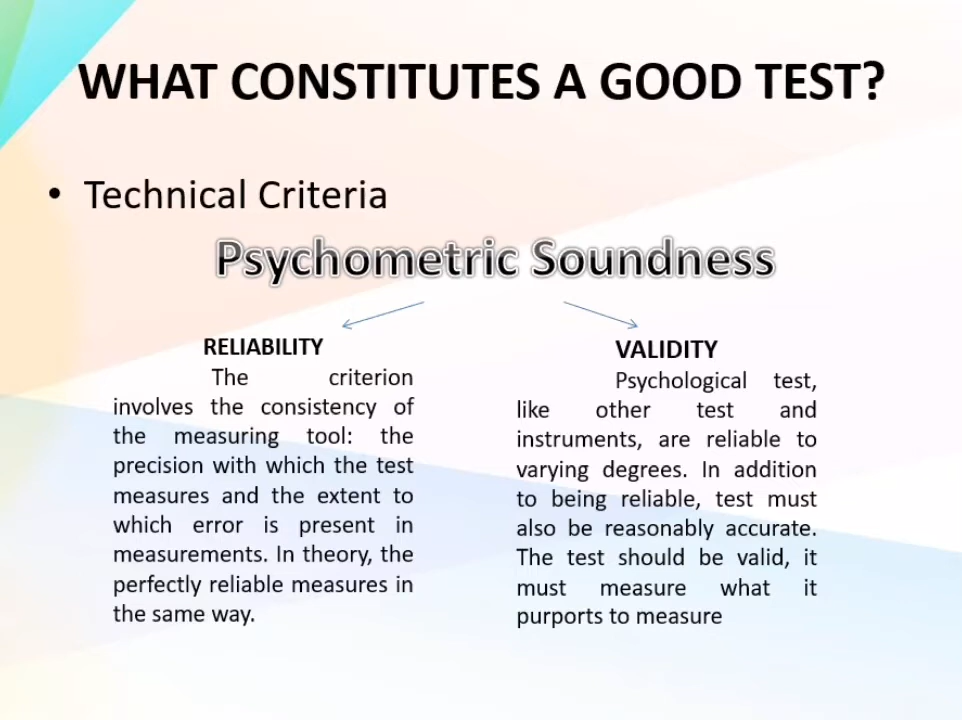 WHAT CONSTITUTES A GOOD TEST?
• Technical Criteria
Psychometric Soundness
RELIABILITY
The criterion
involves the consistency of
the measuring tool: the
precision with which the test
measures and the extent to
which error is present in
measurements. In theory, the
perfectly reliable measures in
the same way.
VALIDITY
Psychological test,
like other test and
instruments, are reliable to
varying degrees. In addition
to being reliable, test must
also be reasonably accurate.
The test should be valid, it
must measure what it
purports to measure